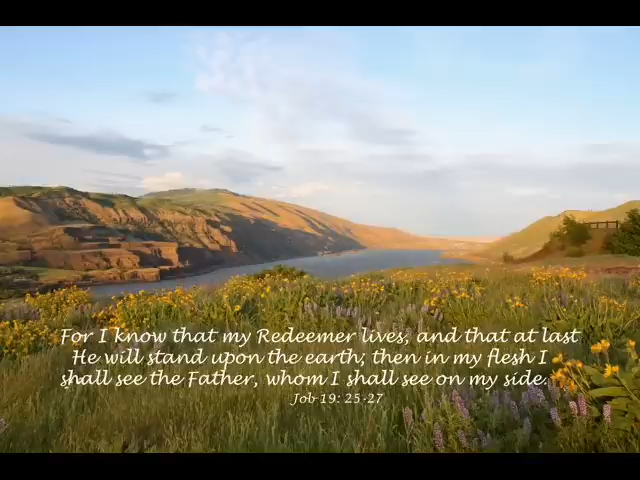 For I know that my Redeemer lives, and that at last
He will stand upon the earth; then in my flesh I
shall see the Father, whom I shall see on my side.
Job 19: 25-27